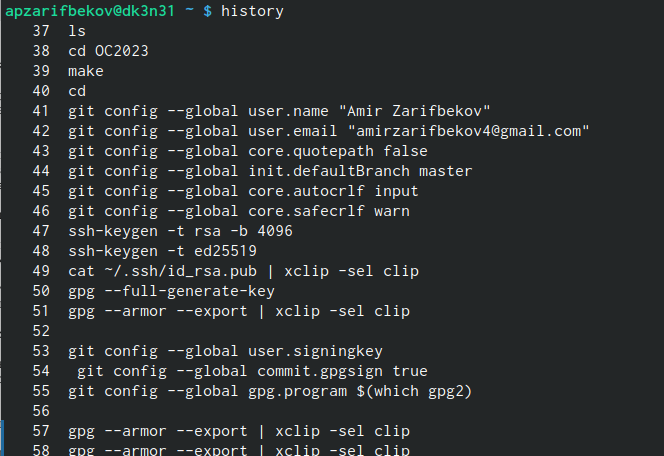 apzarifbekov@dk3n31 ~ $ history
37 ls
38 cd OC2023
39 make
40 cd
41 git config --global user.name "Amir Zarifbekov"
42 git config --global user.email "amirzarifbekov4@gmail.com"
43 git config --global core.quotepath false
44 git config --global init.defaultBranch master
45 git config --global core.autocrlf input
46 git config --global core.safecrlf warn
47 ssh-keygen -t rsa -b 4096
48 ssh-keygen -t ed25519
49 cat ~/.ssh/id_rsa.pub | xclip -sel clip
50 gpg --full-generate-key
51 gpg --armor --export | xclip -sel clip
52
53 git config --global user.signingkey
54  git config --global commit.gpgsign true
55 git config --global gpg.program $(which gpg2)
56
57 gpg --armor --export | xclip -sel clip
58 gpg --armor --export | xclip -sel clip